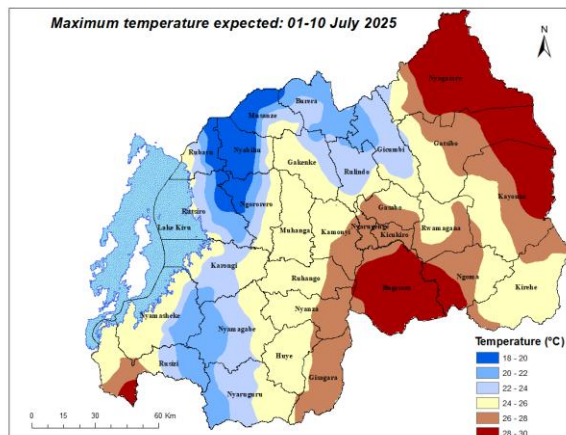 Maximum temperature expected: 01-10 July 2025
N
Nyagatare
Burera
Musanze
Gicumbi
Gatsibo
Rubavu
Nyabihu
Gakenke
Rulindo
Kayonza
Ngororero
Rutsiro
Gasabo
Lake Kivu
Muhanga
Kamonyi
Nyarugenge
Kicukiro
Rwamagana
Karongi
Ruhango
Bugesera
Ngoma
Kirehe
Nyamasheke
Nyanza
Nyamagabe
Huye
Rusizi
Gisagara
Nyaruguru
Temperature (°C)
18 - 20
20 - 22
22 - 24
24 - 26
26 - 28
28 - 30
0 15 30 60 Km